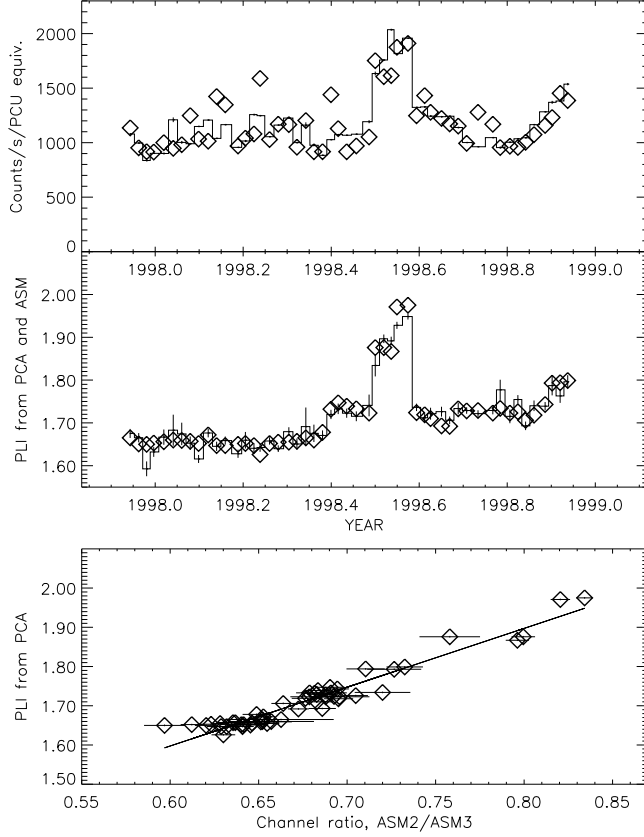 2000
1500
1000
500
0
Counts/s/PCU equiv.
1998.0 1998.2 1998.4 1998.6 1998.8 1999.0
2.00
1.90
1.80
1.70
1.60
PLI from PCA and ASM
1998.0 1998.2 1998.4 1998.6 1998.8 1999.0
YEAR
2.00
1.90
1.80
1.70
1.60
1.50
PLI from PCA
0.55 0.60 0.65 0.70 0.75 0.80 0.85
Channel ratio, ASM2/ASM3